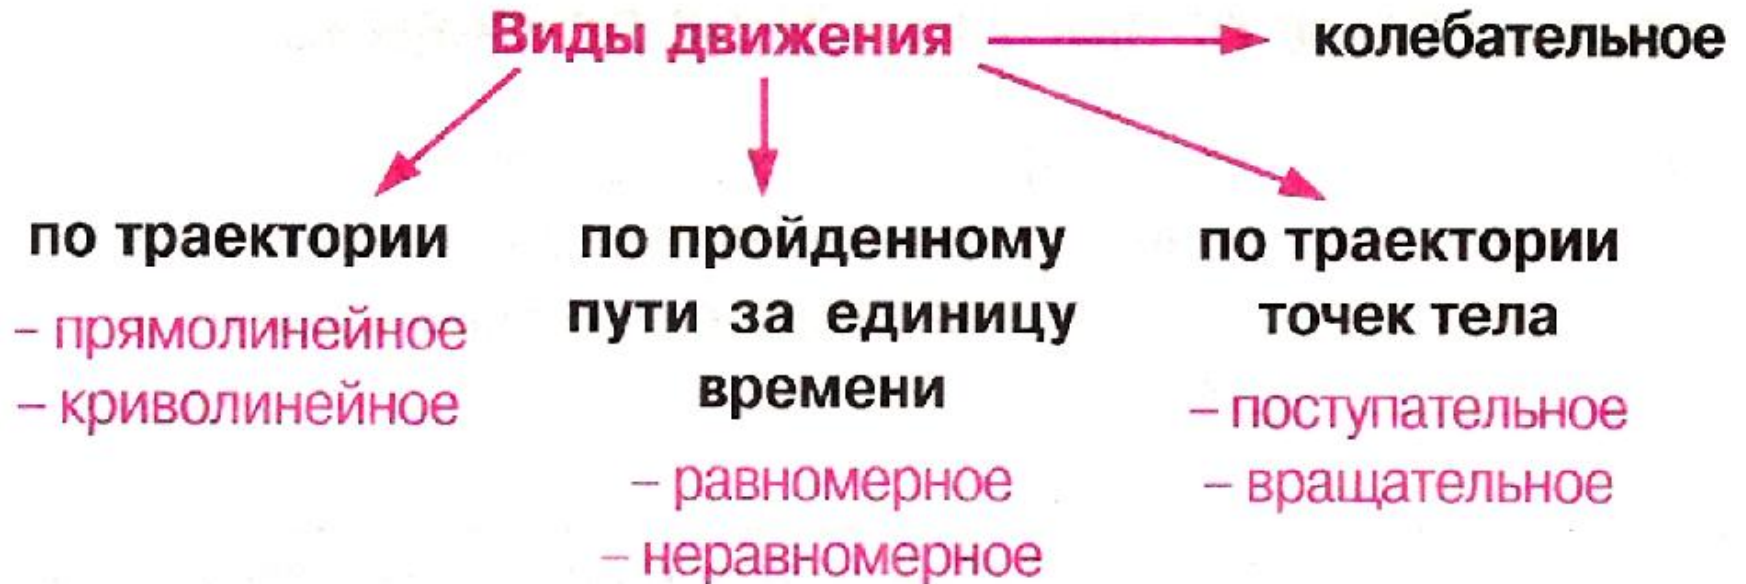 Виды движения
колебательное
по траектории
– прямолинейное
– криволинейное
по пройденному
пути за единицу
времени
– равномерное
– неравномерное
по траектории
точек тела
– поступательное
– вращательное